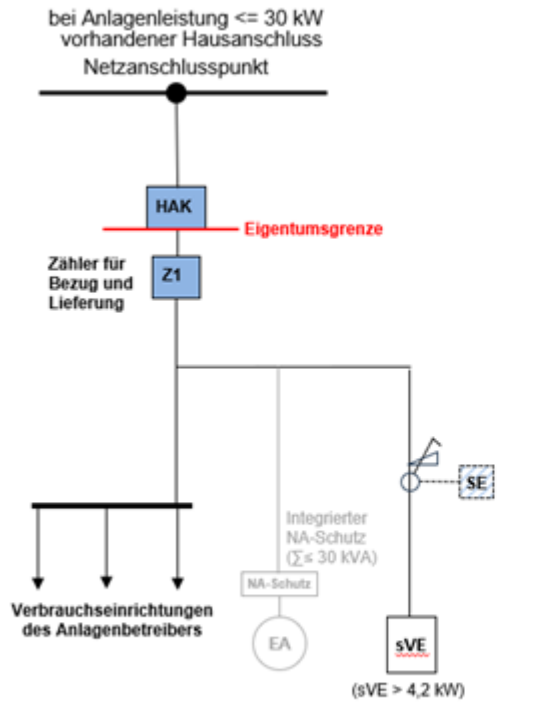 bei Anlagenleistung <= 30 kW
vorhandener Hausanschluss
Netzanschlusspunkt
HAK
Eigentumsgrenze
Zähler für
Bezug und
Lieferung
Z1
SE
Integrierter
NA-Schutz
(∑≤ 30 kVA)
NA-Schutz
Verbrauchseinrichtungen
des Anlagenbetreibers
EA
sVE
(sVE > 4,2 kW)